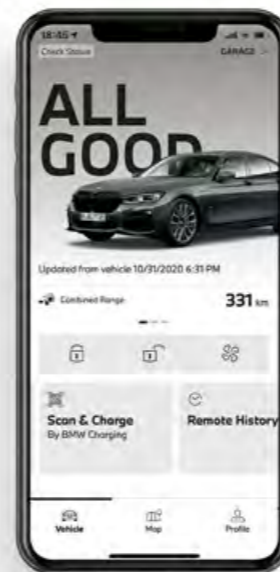 18:45
Check Status
GARAGE
ALL
GOOD
Updated from vehicle 10/31/2020 6:31 PM
Combined Range
331 km
Scan & Charge
By BMW Charging
Remote History
Vehicle
Map
Profile